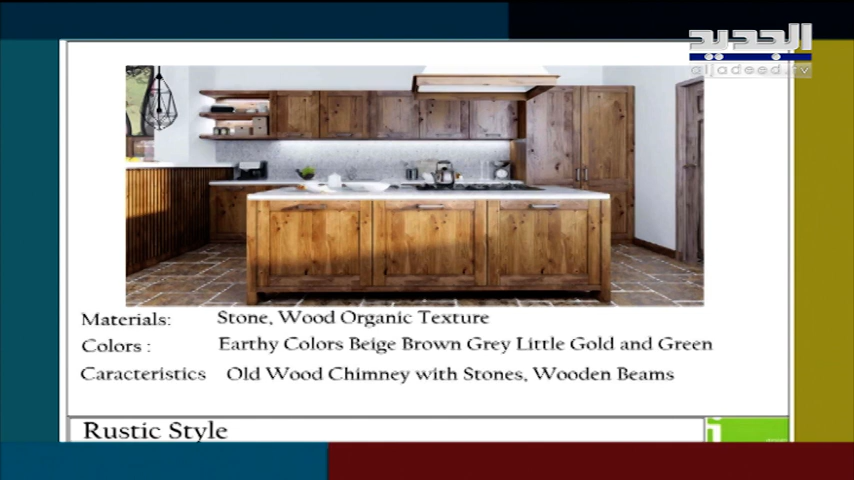 الجديد
aljadeed.tv
Materials: Stone, Wood Organic Texture
Colors : Earthy Colors Beige Brown Grey Little Gold and Green
Caracteristics Old Wood Chimney with Stones, Wooden Beams
Rustic Style